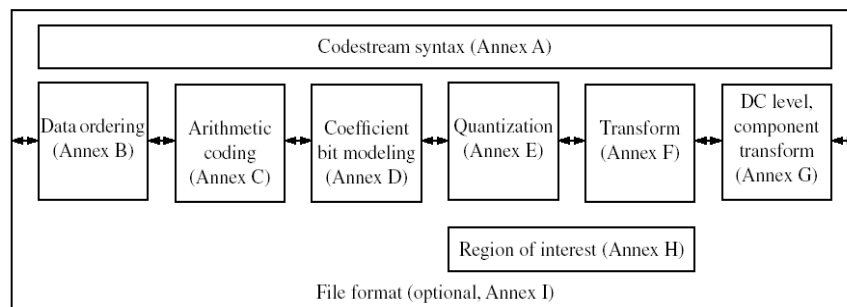 Codestream syntax (Annex A)
Data ordering
(Annex B)
Arithmetic
coding
(Annex C)
Coefficient
bit modeling
(Annex D)
Quantization
(Annex E)
Transform
(Annex F)
DC level,
component
transform
(Annex G)
Region of interest (Annex H)
File format (optional, Annex I)